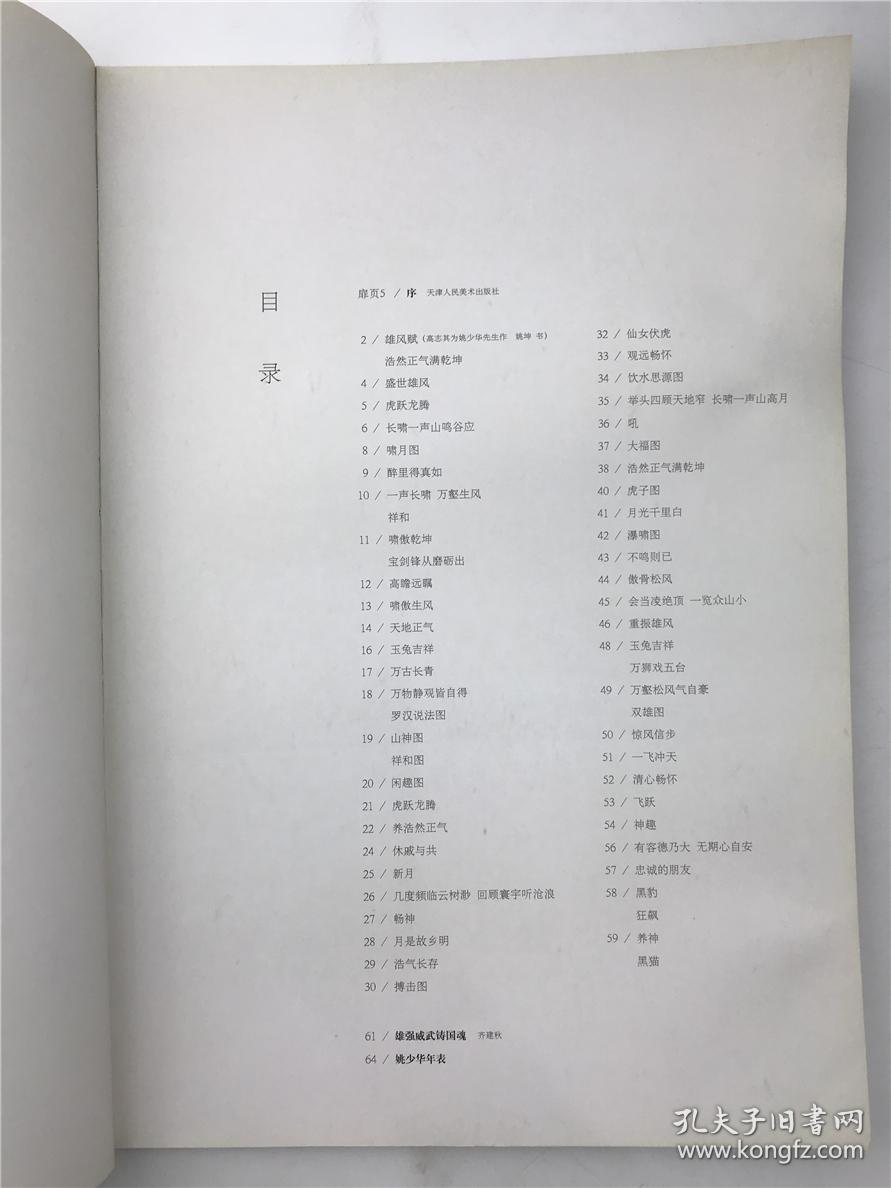 目
录
扉页5 / 序 天津人民美术出版社
2 / 雄风赋 (高志其为姚少华先生作 姚坤 书)
浩然正气满乾坤
4 / 盛世雄风
5 / 虎跃龙腾
6 / 长啸一声山鸣谷应
8 / 啸月图
9 / 醉里得真如
10 / 一声长啸 万壑生风
祥和
11 / 啸傲乾坤
宝剑锋从磨砺出
12 / 高瞻远瞩
13 / 啸傲生风
14 / 天地正气
16 / 玉兔吉祥
17 / 万古长青
18 / 万物静观皆自得
罗汉说法图
19 / 山神图
祥和图
20 / 闲趣图
21 / 虎跃龙腾
22 / 养浩然正气
24 / 休戚与共
25 / 新月
26 / 几度频临云树渺 回顾寰宇听沧浪
27 / 畅神
28 / 月是故乡明
29 / 浩气长存
30 / 搏击图
32 / 仙女伏虎
33 / 观远畅怀
34 / 饮水思源图
35 / 举头四顾天地窄 长啸一声山高月
36 / 吼
37 / 大福图
38 / 浩然正气满乾坤
40 / 虎子图
41 / 月光千里白
42 / 瀑啸图
43 / 不鸣则已
44 / 傲骨松风
45 / 会当凌绝顶 一览众山小
46 / 重振雄风
48 / 玉兔吉祥
万狮戏五台
49 / 万壑松风气自豪
双雄图
50 / 惊风信步
51 / 一飞冲天
52 / 清心畅怀
53 / 飞跃
54 / 神趣
56 / 有容德乃大 无期心自安
57 / 忠诚的朋友
58 / 黑豹
狂飙
59 / 养神
黑猫
61 / 雄强威武铸国魂 齐建秋
64 / 姚少华年表
孔夫子旧书网
www.kongfz.com